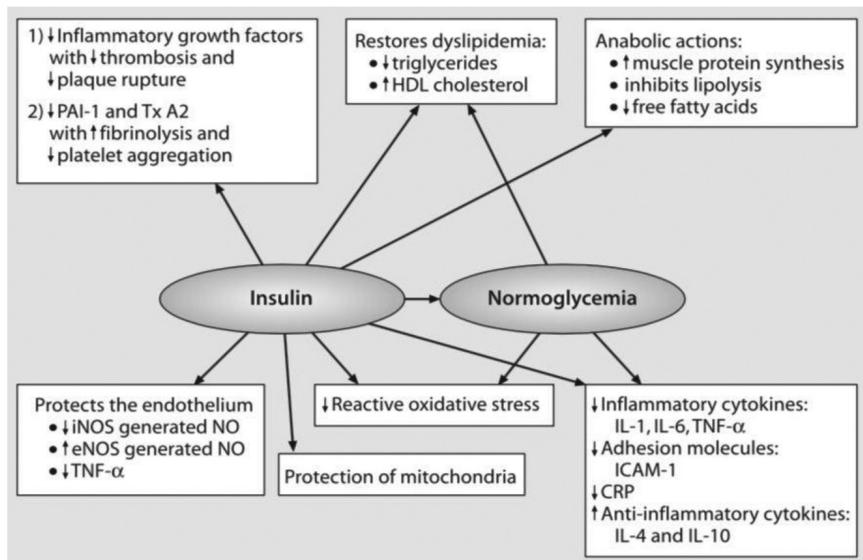 1) ↓Inflammatory growth factors
with ↓thrombosis and
↓plaque rupture
2) ↓PAI-1 and Tx A2
with ↑fibrinolysis and
↓platelet aggregation
Restores dyslipidemia:
● ↓triglycerides
● ↑HDL cholesterol
Anabolic actions:
● ↑muscle protein synthesis
● inhibits lipolysis
● ↓free fatty acids
Insulin
Normoglycemia
Protects the endothelium
● ↓iNOS generated NO
● ↑eNOS generated NO
● ↓TNF-α
↓Reactive oxidative stress
Protection of mitochondria
↓Inflammatory cytokines:
IL-1, IL-6, TNF-α
↓Adhesion molecules:
ICAM-1
↓CRP
↑Anti-inflammatory cytokines:
IL-4 and IL-10